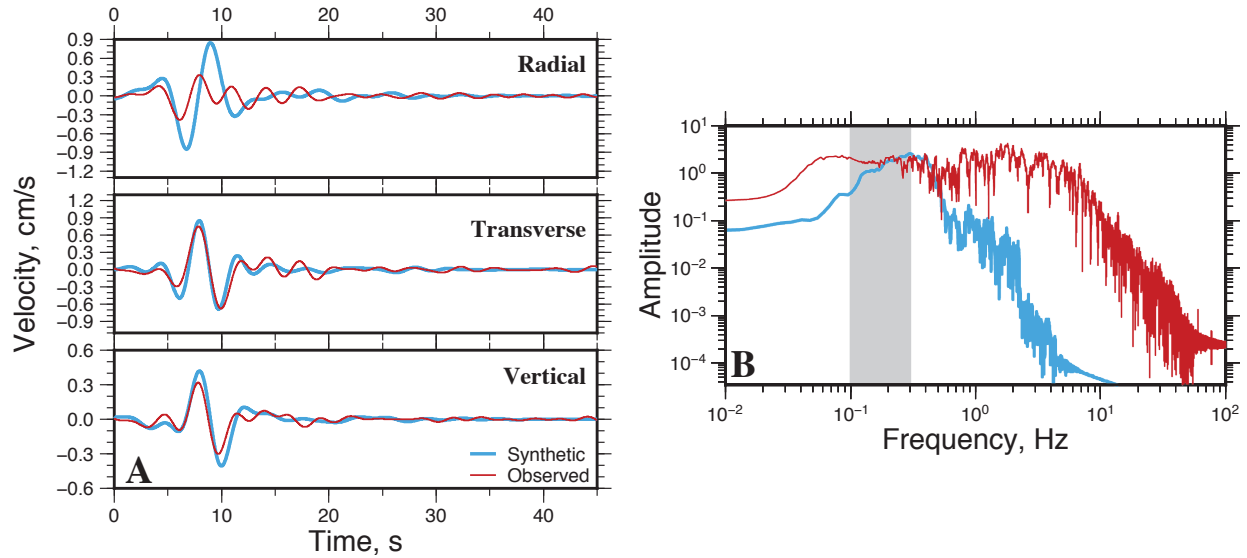 0 10 20 30 40
0.9
0.6
0.3
0.0
−0.3
−0.6
−0.9
−1.2
Radial
1.2
0.9
0.6
0.3
0.0
−0.3
−0.6
−0.9
Transverse
Velocity, cm/s
0.6
0.3
0.0
−0.3
−0.6
Vertical
Synthetic
Observed
A
0 10 20 30 40
Time, s
10¹
10⁰
10⁻¹
10⁻²
10⁻³
10⁻⁴
Amplitude
B
10⁻² 10⁻¹ 10⁰ 10¹ 10²
Frequency, Hz